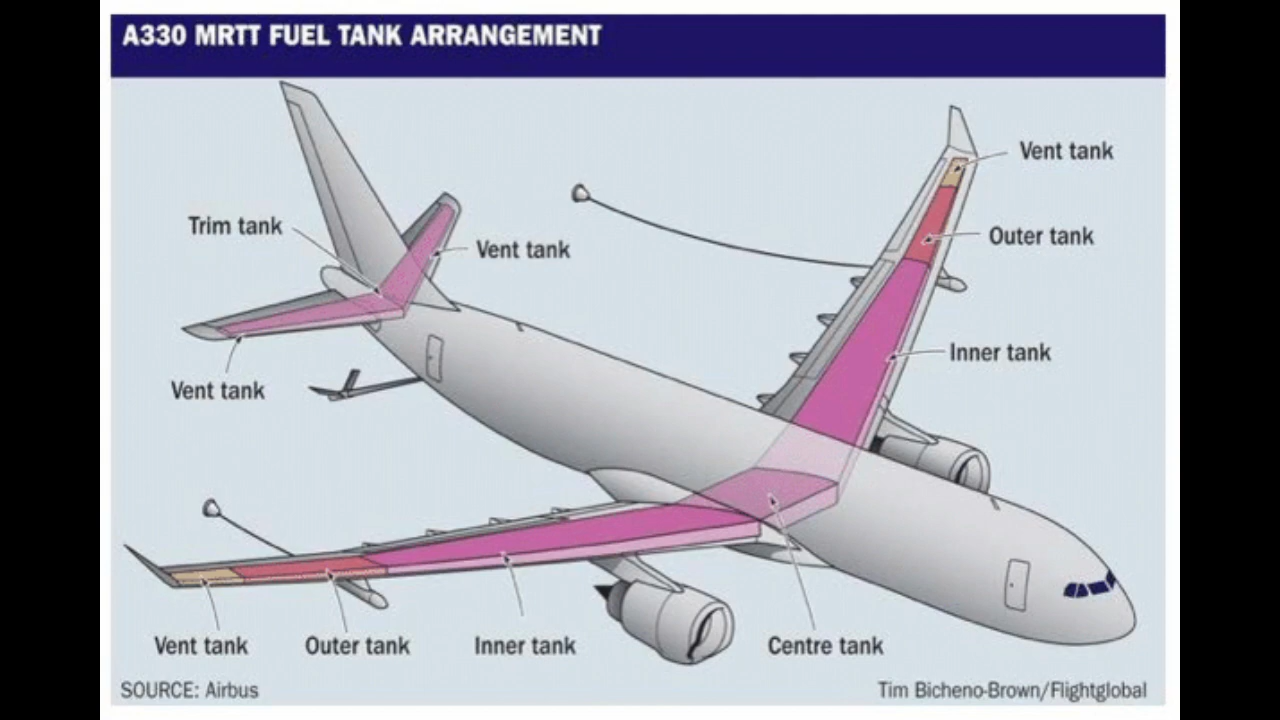 A330 MRTT FUEL TANK ARRANGEMENT
Vent tank
Trim tank
Outer tank
Vent tank
Inner tank
Vent tank
Vent tank
Outer tank
Inner tank
Centre tank
SOURCE: Airbus
Tim Bicheno-Brown/Flightglobal